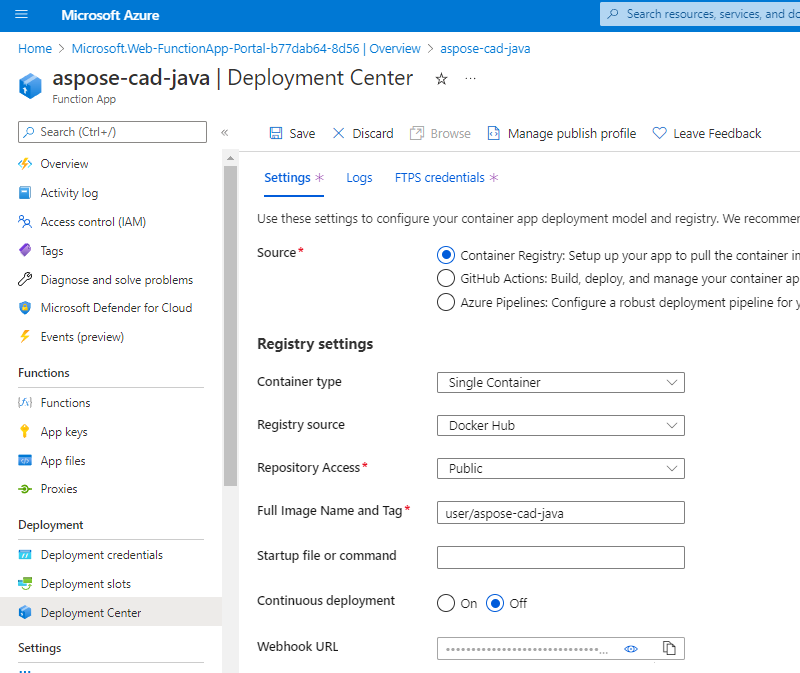 Microsoft Azure
Search resources, services, and do
Home > Microsoft.Web-FunctionApp-Portal-b77dab64-8d56 | Overview > aspose-cad-java
aspose-cad-java | Deployment Center
Function App
Search (Ctrl+/)
Overview
Activity log
Access control (IAM)
Tags
Diagnose and solve problems
Microsoft Defender for Cloud
Events (preview)
Functions
Functions
App keys
App files
Proxies
Deployment
Deployment credentials
Deployment slots
Deployment Center
Settings
Save Discard Browse Manage publish profile Leave Feedback
Settings * Logs FTPS credentials *
Use these settings to configure your container app deployment model and registry. We recommen
Source*
Container Registry: Setup up your app to pull the container in
GitHub Actions: Build, deploy, and manage your container ap
Azure Pipelines: Configure a robust deployment pipeline for y
Registry settings
Container type Single Container
Registry source Docker Hub
Repository Access* Public
Full Image Name and Tag* user/aspose-cad-java
Startup file or command
Continuous deployment On Off
Webhook URL